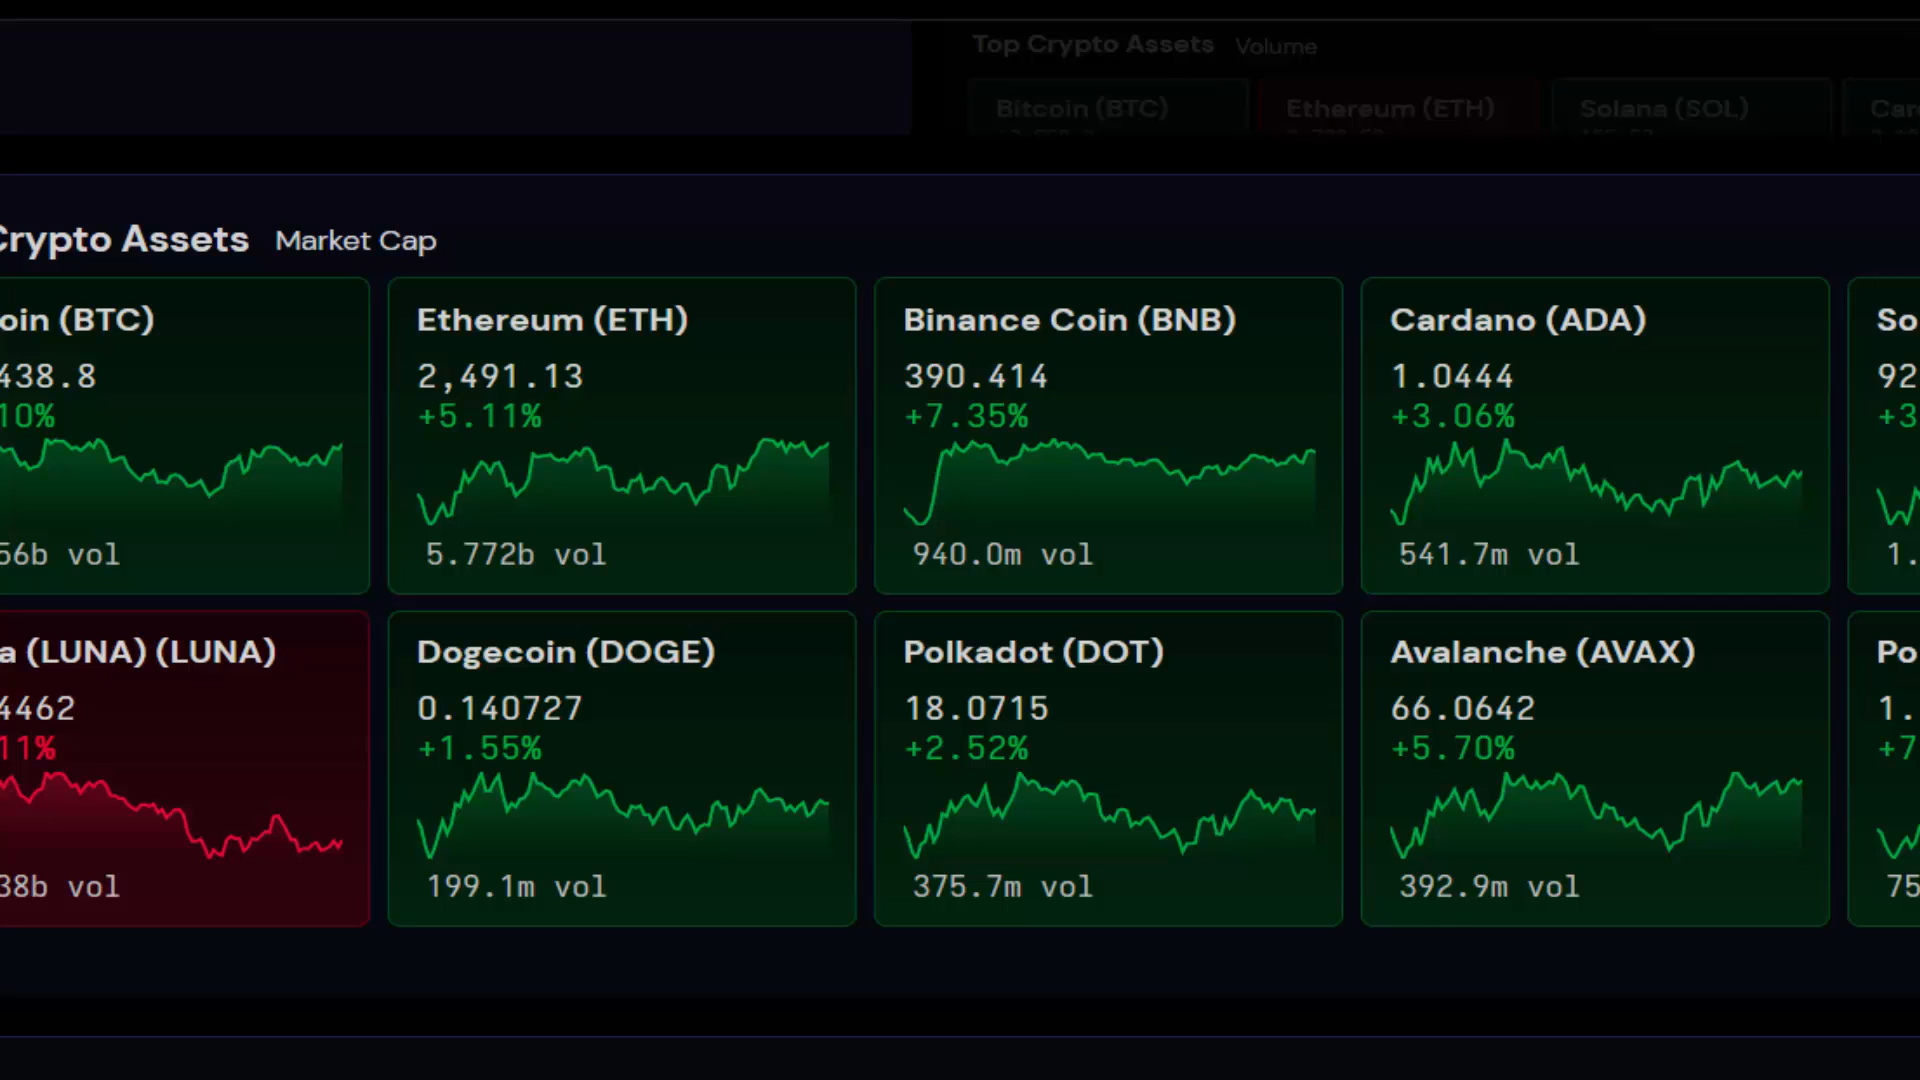 Top Crypto Assets Volume
Bitcoin (BTC) Ethereum (ETH) Solana (SOL) Car
Crypto Assets Market Cap
oin (BTC)
438.8
10%
56b vol
Ethereum (ETH)
2,491.13
+5.11%
5.772b vol
Binance Coin (BNB)
390.414
+7.35%
940.0m vol
Cardano (ADA)
1.0444
+3.06%
541.7m vol
So
92
+3
1.
a (LUNA) (LUNA)
4462
11%
38b vol
Dogecoin (DOGE)
0.140727
+1.55%
199.1m vol
Polkadot (DOT)
18.0715
+2.52%
375.7m vol
Avalanche (AVAX)
66.0642
+5.70%
392.9m vol
Po
1.
+7
75